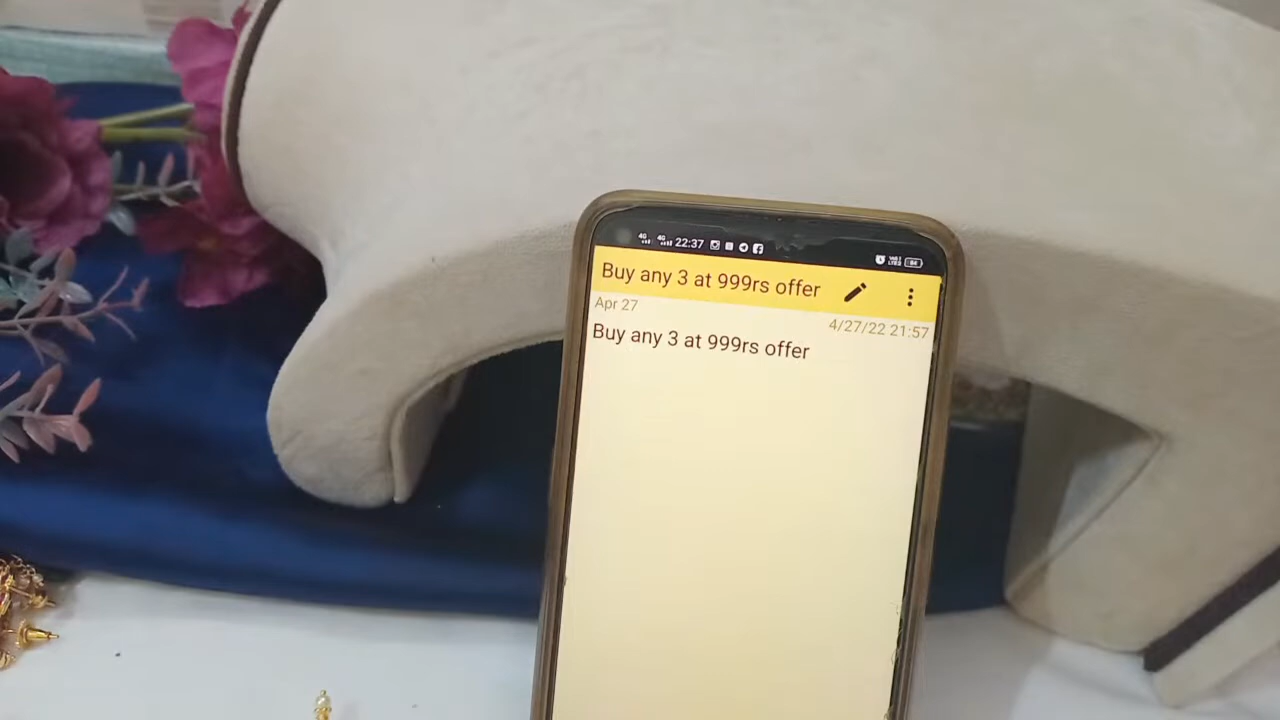 22:37
Buy any 3 at 999rs offer
Apr 27
4/27/22 21:57
Buy any 3 at 999rs offer